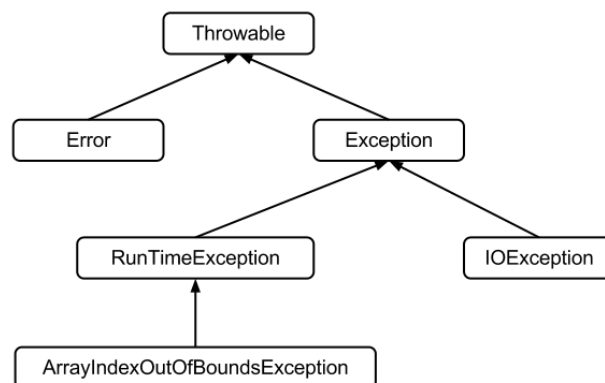 Throwable
Error
Exception
RunTimeException
IOException
ArrayIndexOutOfBoundsException